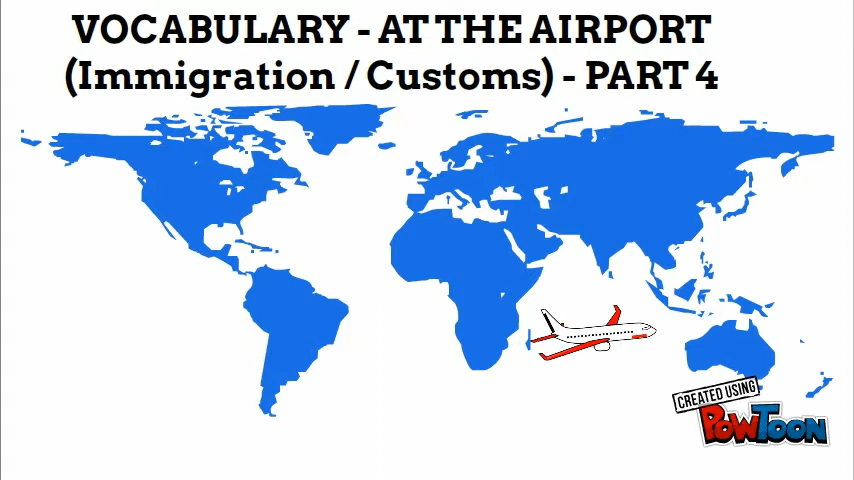 VOCABULARY - AT THE AIRPORT
(Immigration / Customs) - PART 4
CREATED USING
POWTOON